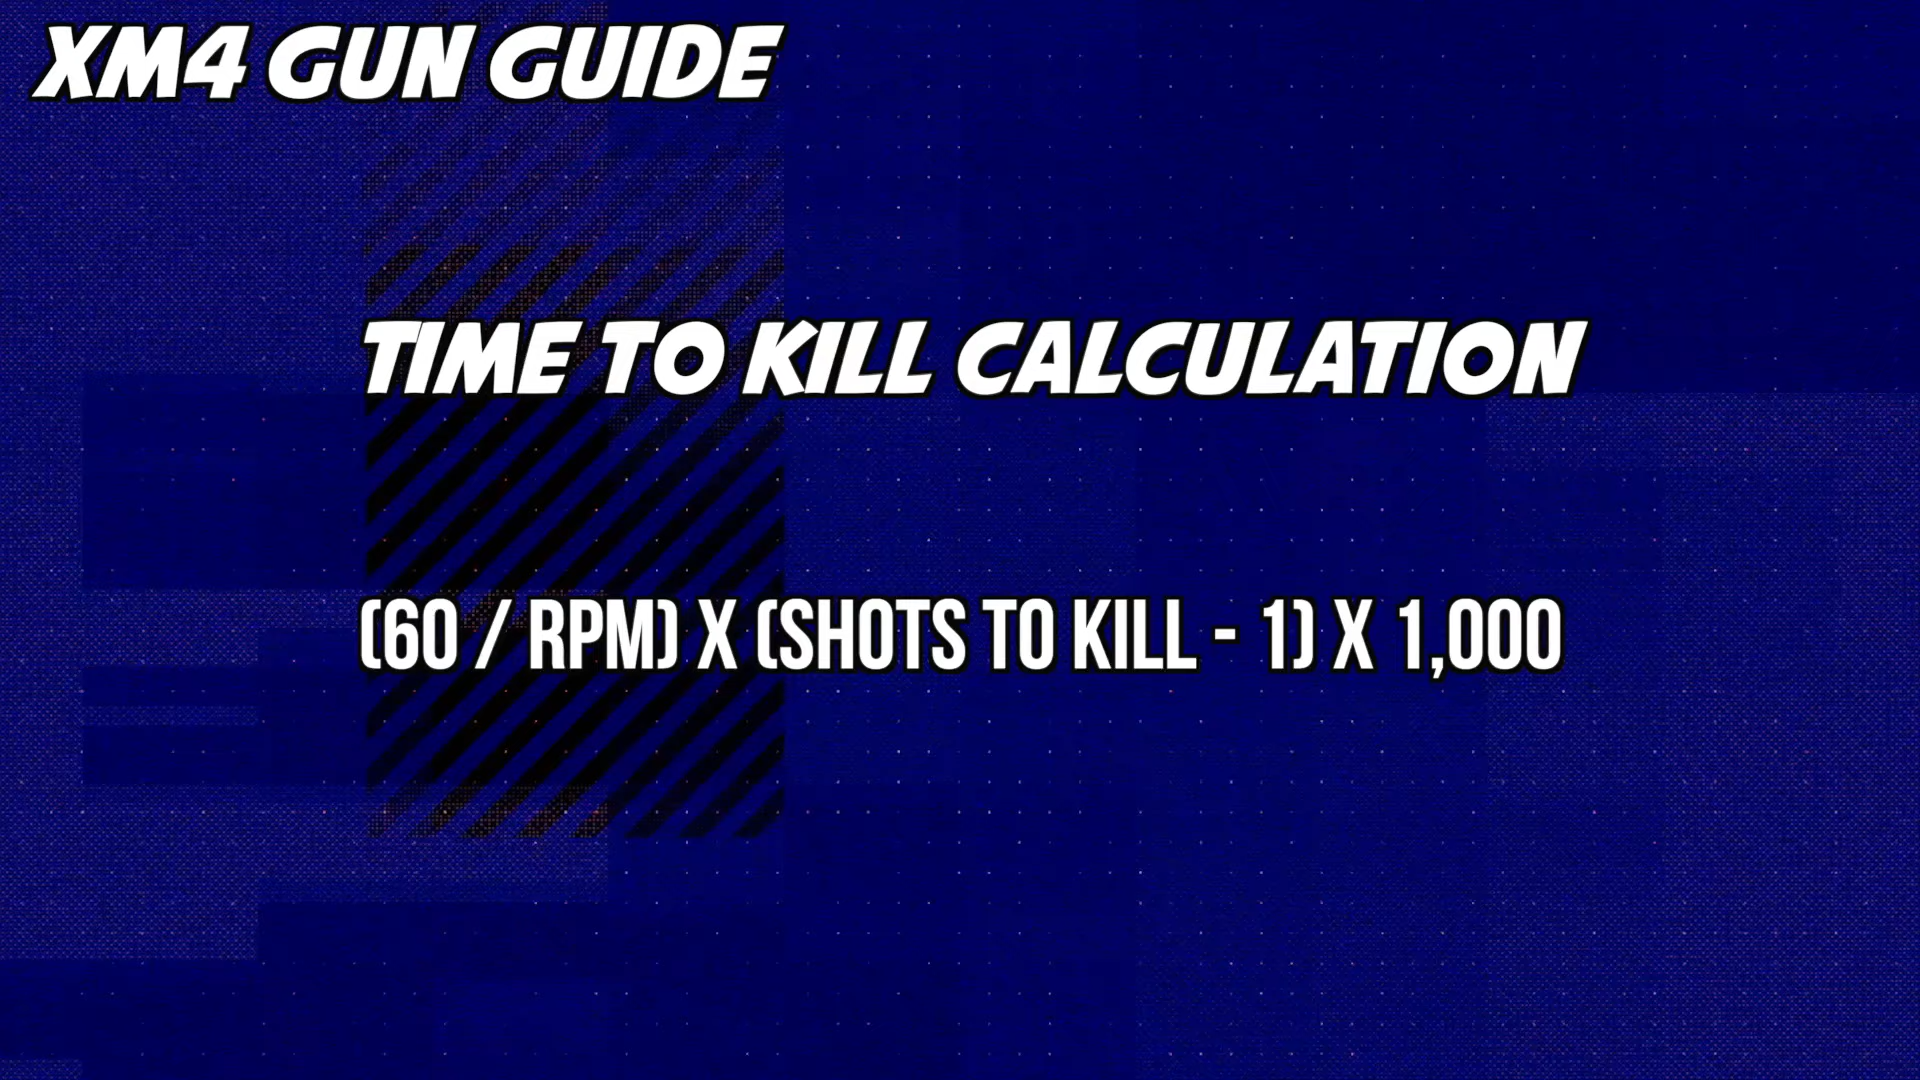 XM4 GUN GUIDE
TIME TO KILL CALCULATION
(60 / RPM) X (SHOTS TO KILL - 1) X 1,000